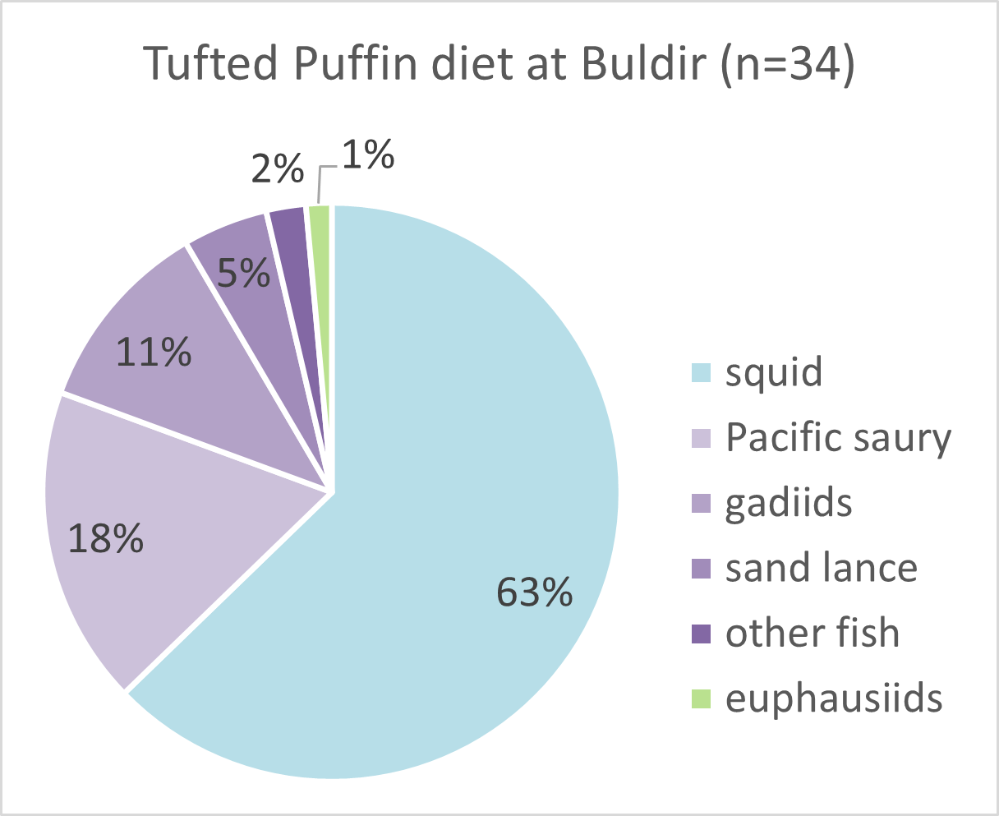 Tufted Puffin diet at Buldir (n=34)
2%
1%
5%
11%
18%
63%
squid
Pacific saury
gadiids
sand lance
other fish
euphausiids